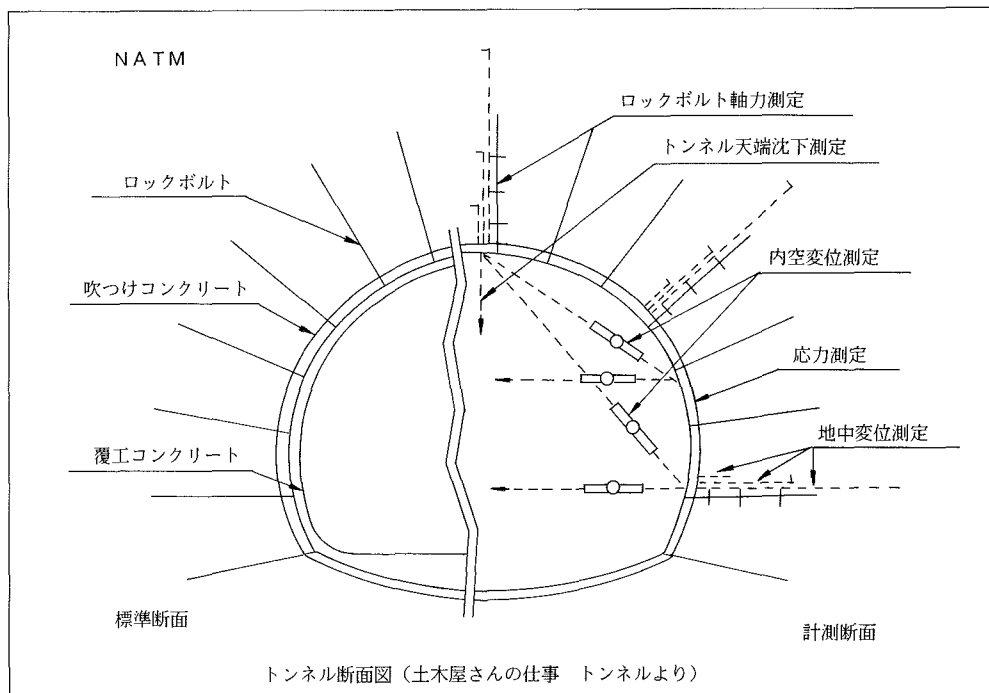 NATM
ロックボルト軸力測定
トンネル天端沈下測定
ロックボルト
内空変位測定
吹つけコンクリート
応力測定
地中変位測定
覆工コンクリート
標準断面
計測断面
トンネル断面図（土木屋さんの仕事　トンネルより）